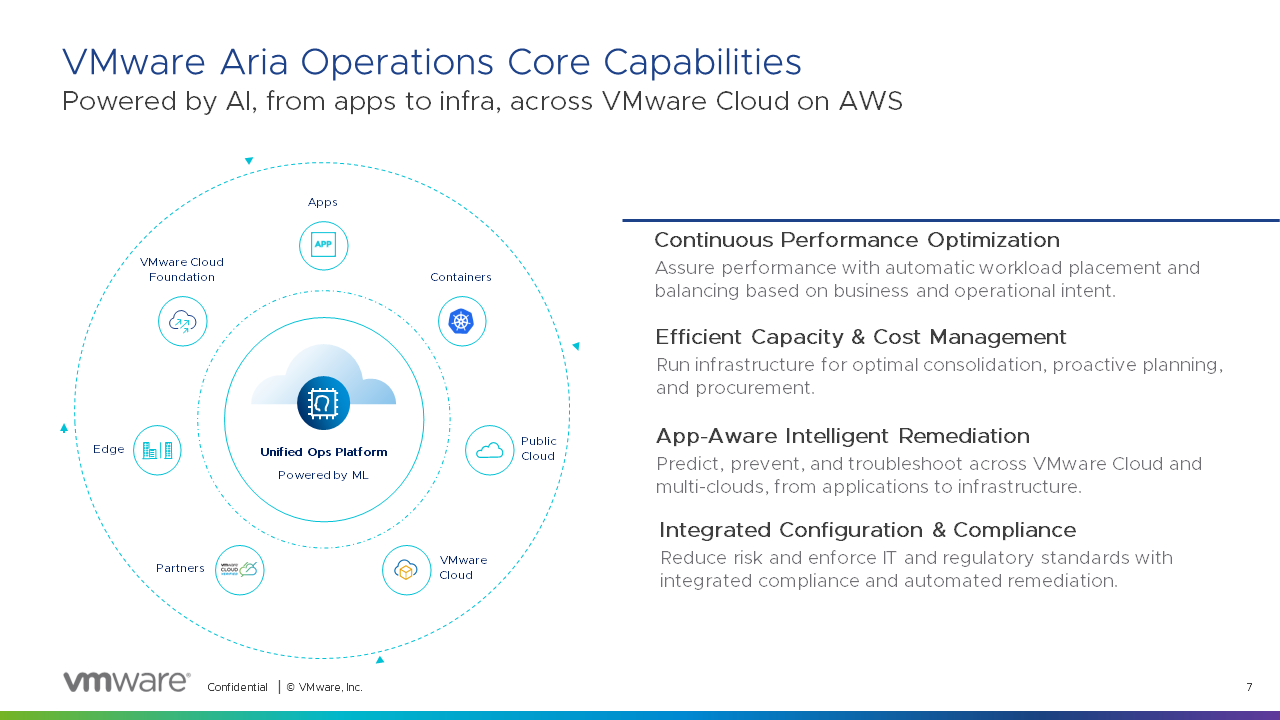 VMware Aria Operations Core Capabilities
Powered by AI, from apps to infra, across VMware Cloud on AWS
Apps
APP
VMware Cloud
Foundation
Containers
Edge
Unified Ops Platform
Powered by ML
Public
Cloud
Partners
vmware
CLOUD
VERIFIED
VMware
Cloud
Continuous Performance Optimization
Assure performance with automatic workload placement and
balancing based on business and operational intent.
Efficient Capacity & Cost Management
Run infrastructure for optimal consolidation, proactive planning,
and procurement.
App-Aware Intelligent Remediation
Predict, prevent, and troubleshoot across VMware Cloud and
multi-clouds, from applications to infrastructure.
Integrated Configuration & Compliance
Reduce risk and enforce IT and regulatory standards with
integrated compliance and automated remediation.
vmware® Confidential | © VMware, Inc. 7